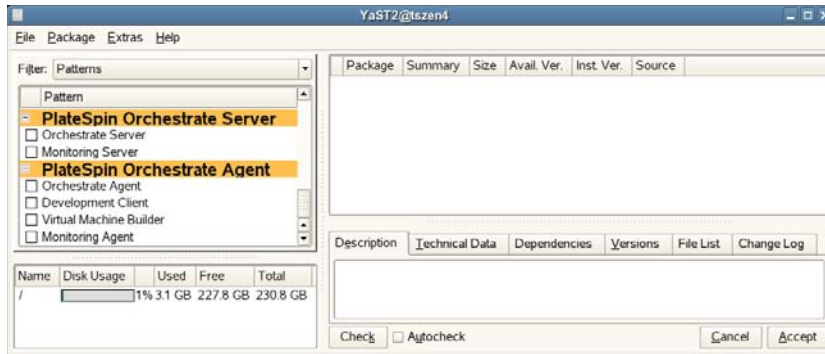 YaST2@tszen4
File Package Extras Help
Filter: Patterns
Pattern
PlateSpin Orchestrate Server
Orchestrate Server
Monitoring Server
PlateSpin Orchestrate Agent
Orchestrate Agent
Development Client
Virtual Machine Builder
Monitoring Agent
Name Disk Usage Used Free Total
/ 1% 3.1 GB 227.8 GB 230.8 GB
Package Summary Size Avail. Ver. Inst. Ver. Source
Description Technical Data Dependencies Versions File List Change Log
Check Autocheck Cancel Accept